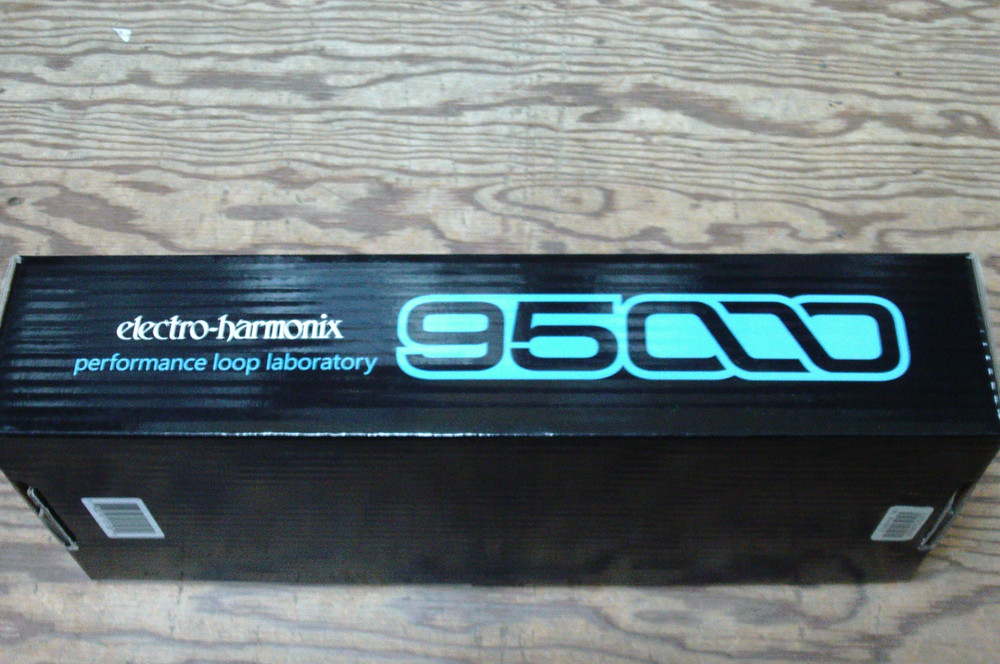 electro-harmonix
performance loop laboratory
95000